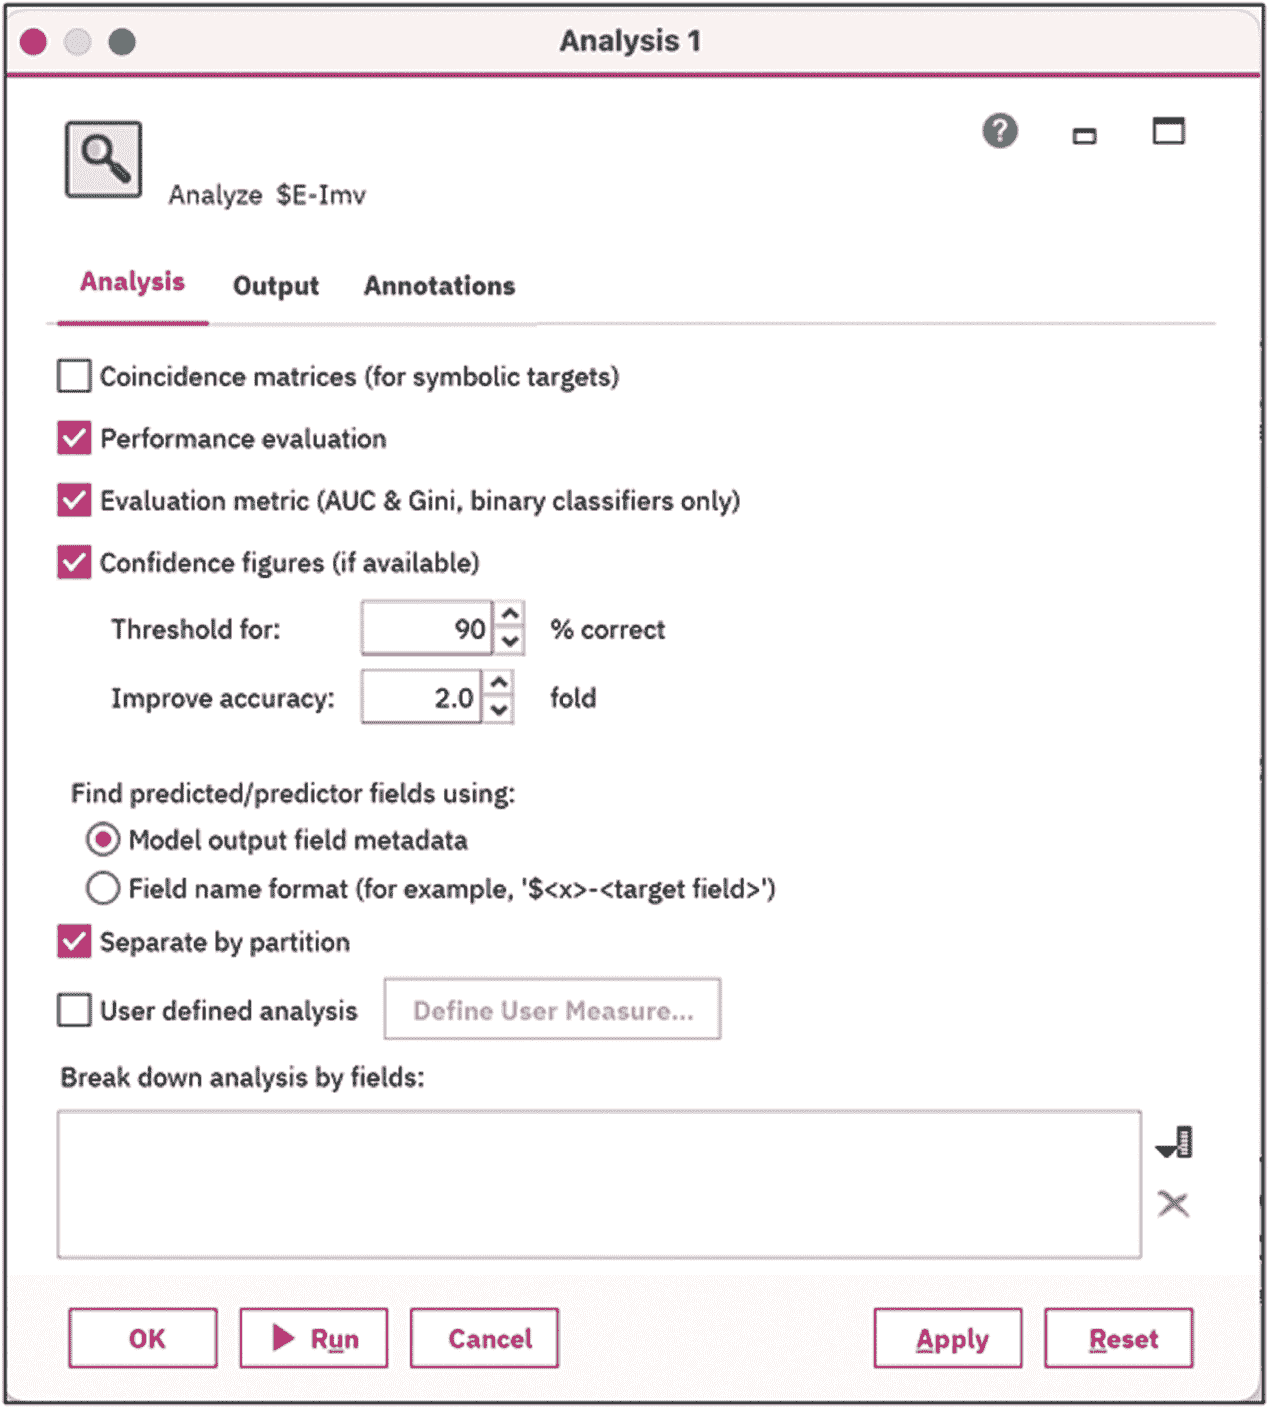 Analysis 1
?
Analyze $E-Imv
Analysis Output Annotations
Coincidence matrices (for symbolic targets)
Performance evaluation
Evaluation metric (AUC & Gini, binary classifiers only)
Confidence figures (if available)
Threshold for: 90 % correct
Improve accuracy: 2.0 fold
Find predicted/predictor fields using:
Model output field metadata
Field name format (for example, '$<x>-<target field>')
Separate by partition
User defined analysis Define User Measure...
Break down analysis by fields:
OK Run Cancel Apply Reset